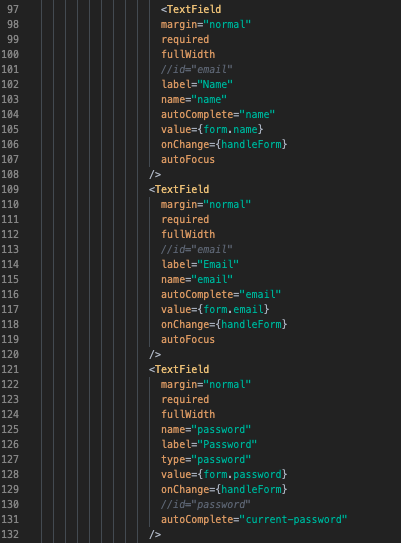 97 <TextField
98 margin="normal"
99 required
100 fullWidth
101 //id="email"
102 label="Name"
103 name="name"
104 autoComplete="name"
105 value={form.name}
106 onChange={handleForm}
107 autoFocus
108 />
109 <TextField
110 margin="normal"
111 required
112 fullWidth
113 //id="email"
114 label="Email"
115 name="email"
116 autoComplete="email"
117 value={form.email}
118 onChange={handleForm}
119 autoFocus
120 />
121 <TextField
122 margin="normal"
123 required
124 fullWidth
125 name="password"
126 label="Password"
127 type="password"
128 value={form.password}
129 onChange={handleForm}
130 //id="password"
131 autoComplete="current-password"
132 />